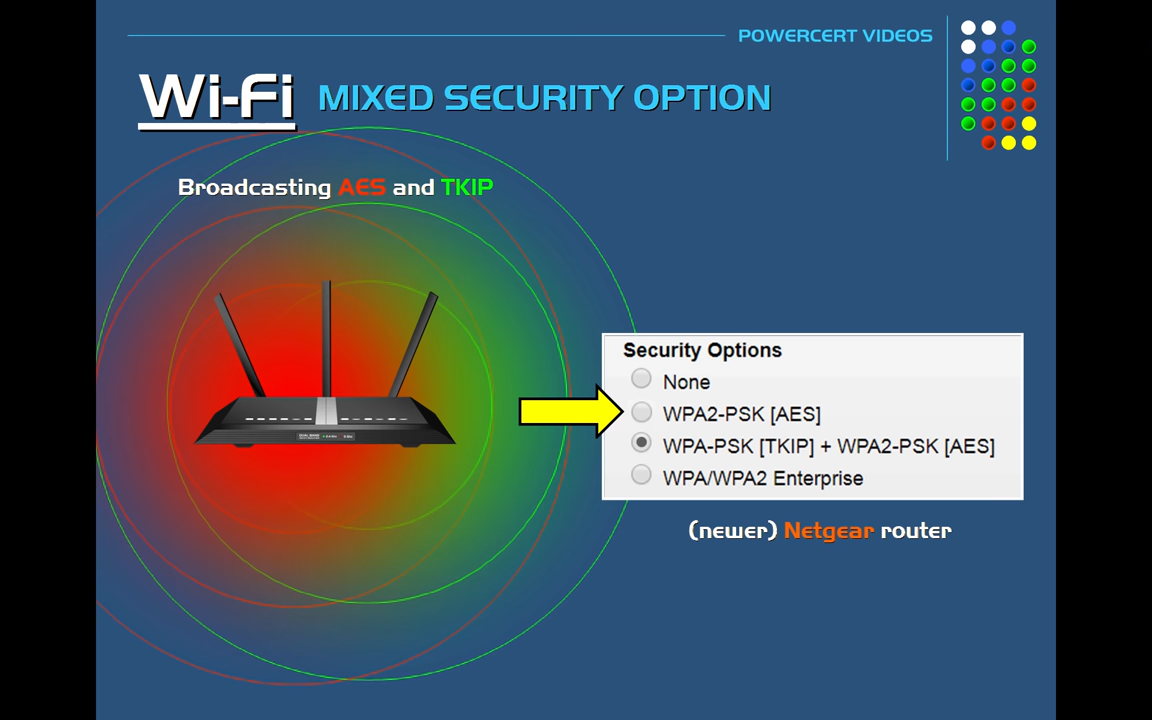 POWERCERT VIDEOS
Wi-Fi MIXED SECURITY OPTION
Broadcasting AES and TKIP
Security Options
None
WPA2-PSK [AES]
WPA-PSK [TKIP] + WPA2-PSK [AES]
WPA/WPA2 Enterprise
(newer) Netgear router